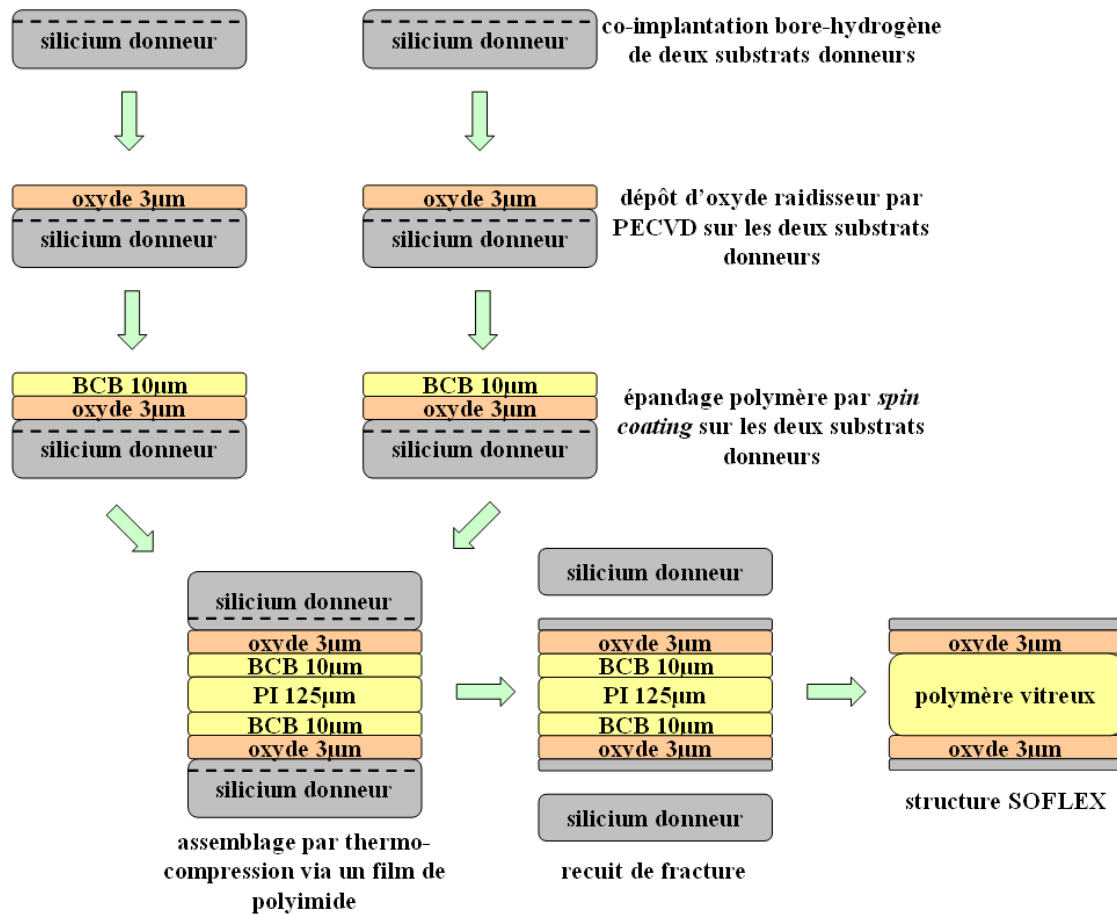 silicium donneur
silicium donneur
co-implantation bore-hydrogène
de deux substrats donneurs
oxyde 3µm
silicium donneur
oxyde 3µm
silicium donneur
dépôt d'oxyde raidisseur par
PECVD sur les deux substrats
donneurs
BCB 10µm
oxyde 3µm
silicium donneur
BCB 10µm
oxyde 3µm
silicium donneur
épandage polymère par spin
coating sur les deux substrats
donneurs
silicium donneur
oxyde 3µm
BCB 10µm
PI 125µm
BCB 10µm
oxyde 3µm
silicium donneur
assemblage par thermo-
compression via un film de
polyimide
silicium donneur
oxyde 3µm
BCB 10µm
PI 125µm
BCB 10µm
oxyde 3µm
silicium donneur
recuit de fracture
oxyde 3µm
polymère vitreux
oxyde 3µm
structure SOFLEX